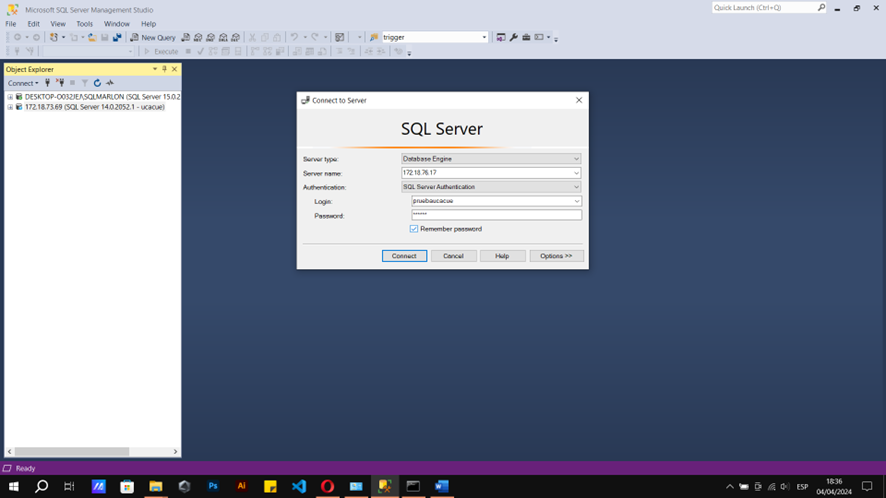 Microsoft SQL Server Management Studio
Quick Launch (Ctrl+Q)
File Edit View Tools Window Help
New Query
trigger
Execute
Object Explorer
Connect
DESKTOP-O032JEJ\SQLMARLON (SQL Server 15.0.2
172.18.73.69 (SQL Server 14.0.2052.1 - ucacue)
Connect to Server
SQL Server
Server type: Database Engine
Server name: 172.18.76.17
Authentication: SQL Server Authentication
Login: pruebaucacue
Password: ******
Remember password
Connect Cancel Help Options >>
Ready
Ps Ai
ESP
18:36
04/04/2024